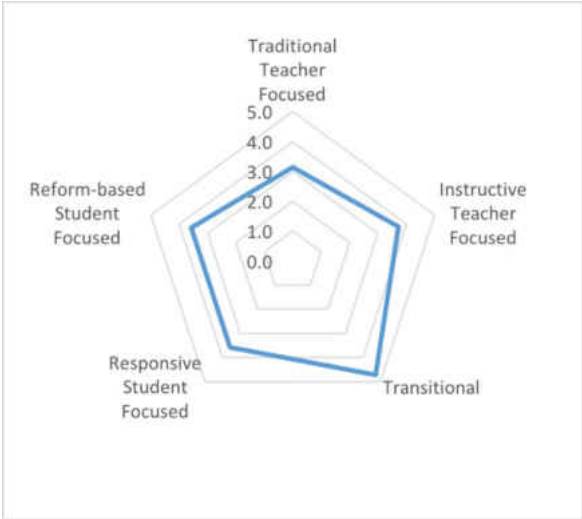 Traditional
Teacher
Focused
5.0
4.0
3.0
2.0
1.0
0.0
Instructive
Teacher
Focused
Transitional
Responsive
Student
Focused
Reform-based
Student
Focused